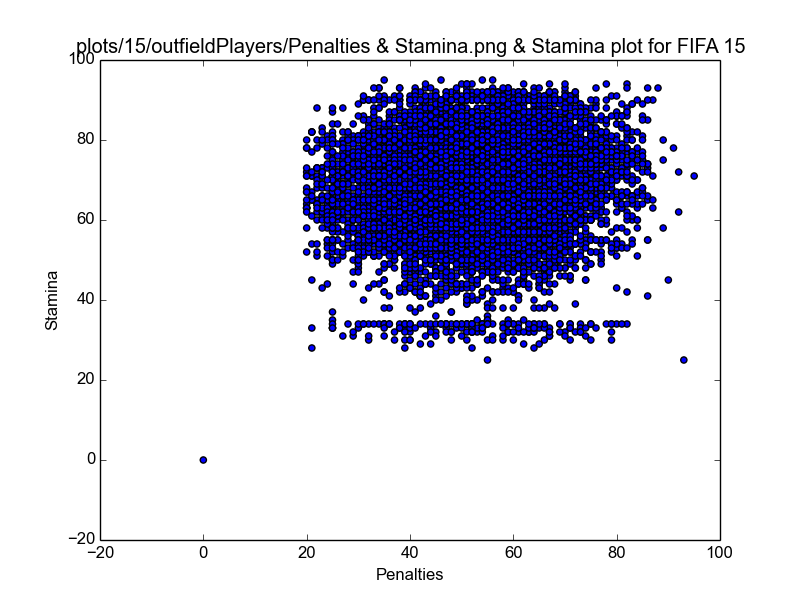 plots/15/outfieldPlayers/Penalties & Stamina.png & Stamina plot for FIFA 15
100
80
60
40
20
0
−20
Stamina
−20 0 20 40 60 80 100
Penalties